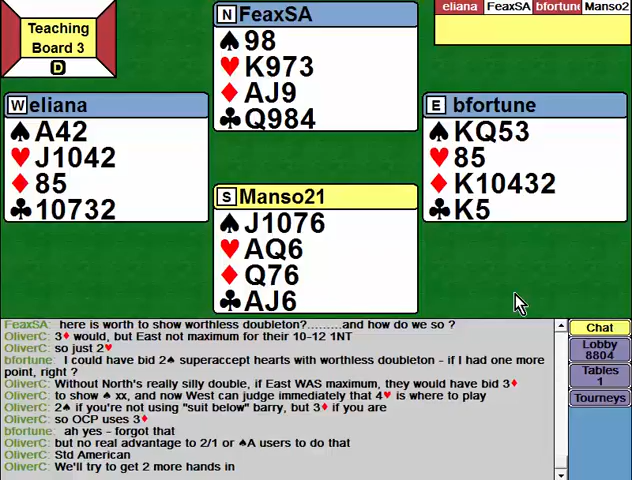 Teaching
Board 3
D
N FeaxSA
♠ 98
♥ K973
♦ AJ9
♣ Q984
eliana FeaxSA bfortune Manso2
W eliana
♠ A42
♥ J1042
♦ 85
♣ 10732
E bfortune
♠ KQ53
♥ 85
♦ K10432
♣ K5
S Manso21
♠ J1076
♥ AQ6
♦ Q76
♣ AJ6
FeaxSA: here is worth to show worthless doubleton?.........and how do we so ?
OliverC: 3♦ would, but East not maximum for their 10-12 1NT
OliverC: so just 2♥
bfortune: I could have bid 2♠ superaccept hearts with worthless doubleton - if I had one more
point, right ?
OliverC: Without North's really silly double, if East WAS maximum, they would have bid 3♦
OliverC: to show ♠ xx, and now West can judge immediately that 4♥ is where to play
OliverC: 2♠ if you're not using "suit below" barry, but 3♦ if you are
OliverC: so OCP uses 3♦
bfortune: ah yes - forgot that
OliverC: but no real advantage to 2/1 or ♠A users to do that
OliverC: Std American
OliverC: We'll try to get 2 more hands in
Chat
Lobby
8804
Tables
1
Tourneys